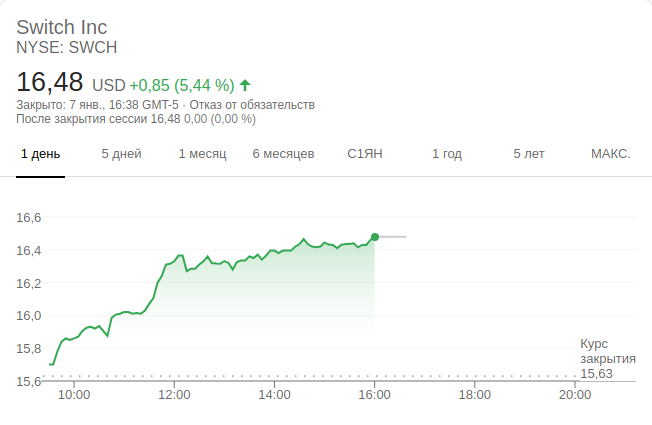 Switch Inc
NYSE: SWCH
16,48 USD +0,85 (5,44 %)
Закрыто: 7 янв., 16:38 GMT-5 · Отказ от обязательств
После закрытия сессии 16,48 0,00 (0,00 %)
1 день 5 дней 1 месяц 6 месяцев С1ЯН 1 год 5 лет МАКС.
16,6
16,4
16,2
16,0
15,8
15,6
Курс
закрытия
15,63
10:00 12:00 14:00 16:00 18:00 20:00